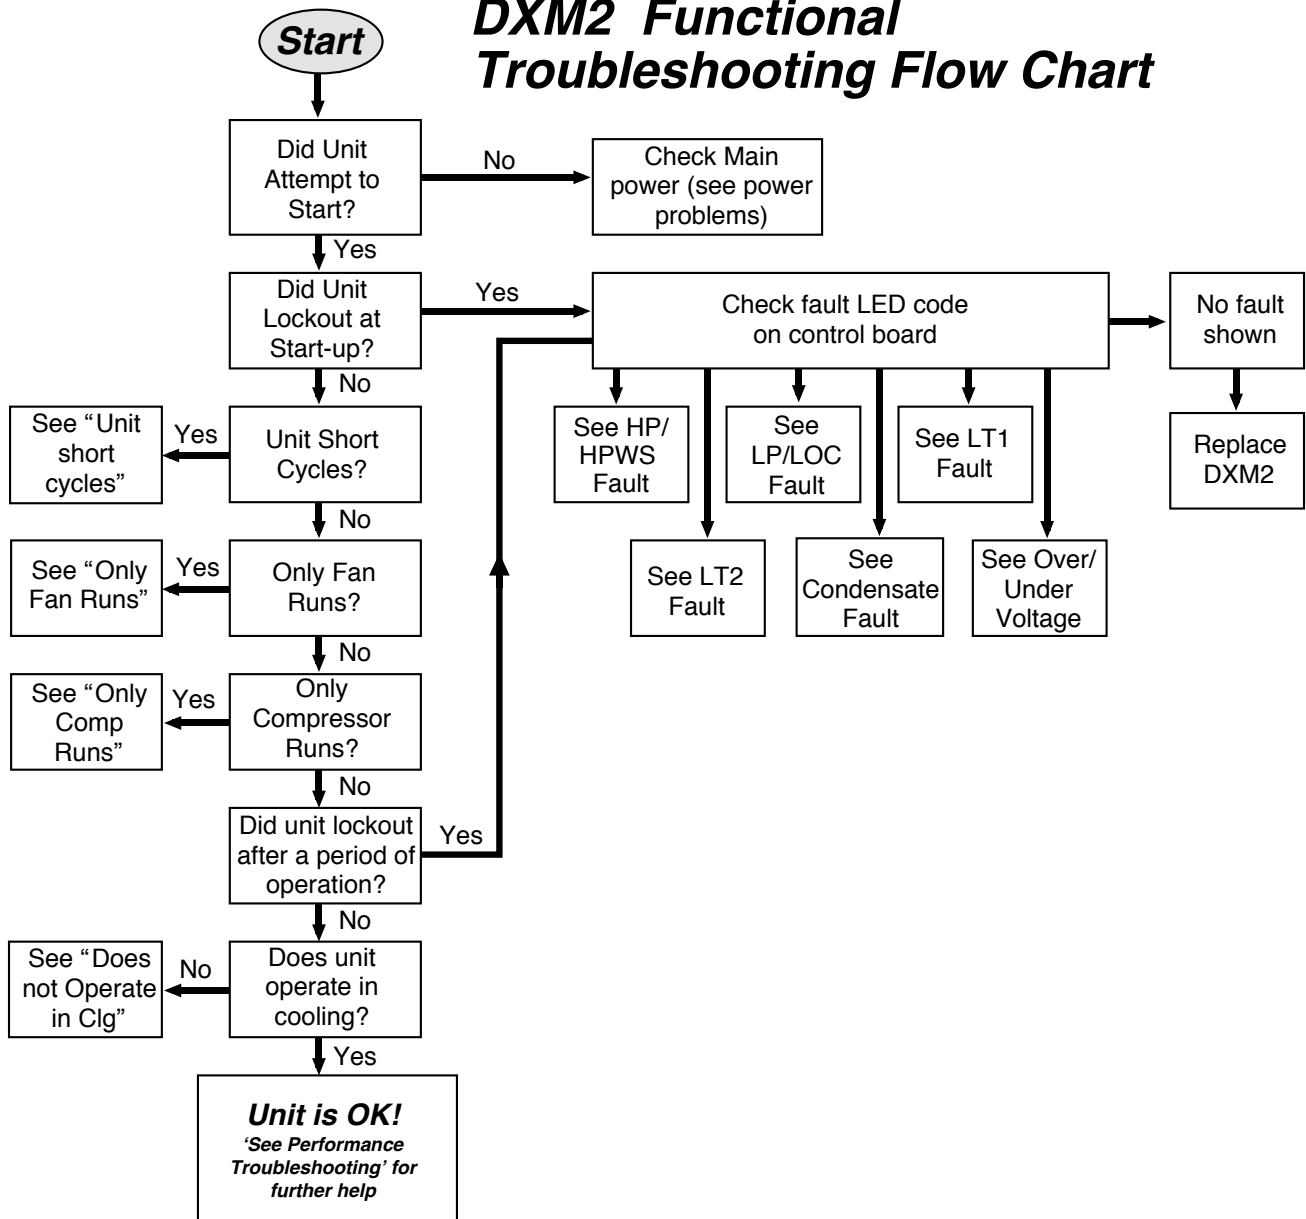 DXM2 Functional
Troubleshooting Flow Chart
Start
Did Unit
Attempt to
Start?
No
Check Main
power (see power
problems)
Yes
Did Unit
Lockout at
Start-up?
Yes
Check fault LED code
on control board
No fault
shown
Replace
DXM2
See HP/
HPWS
Fault
See
LP/LOC
Fault
See LT1
Fault
See LT2
Fault
See
Condensate
Fault
See Over/
Under
Voltage
No
Unit Short
Cycles?
Yes
See “Unit
short
cycles”
No
Only Fan
Runs?
Yes
See “Only
Fan Runs”
No
Only
Compressor
Runs?
Yes
See “Only
Comp
Runs”
No
Did unit lockout
after a period of
operation?
Yes
No
Does unit
operate in
cooling?
No
See “Does
not Operate
in Clg”
Yes
Unit is OK!
‘See Performance
Troubleshooting’ for
further help